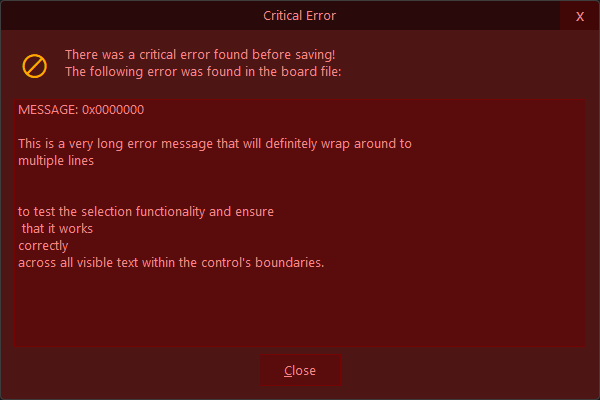 Critical Error
X
There was a critical error found before saving!
The following error was found in the board file:
MESSAGE: 0x0000000
This is a very long error message that will definitely wrap around to
multiple lines
to test the selection functionality and ensure
that it works
correctly
across all visible text within the control's boundaries.
Close